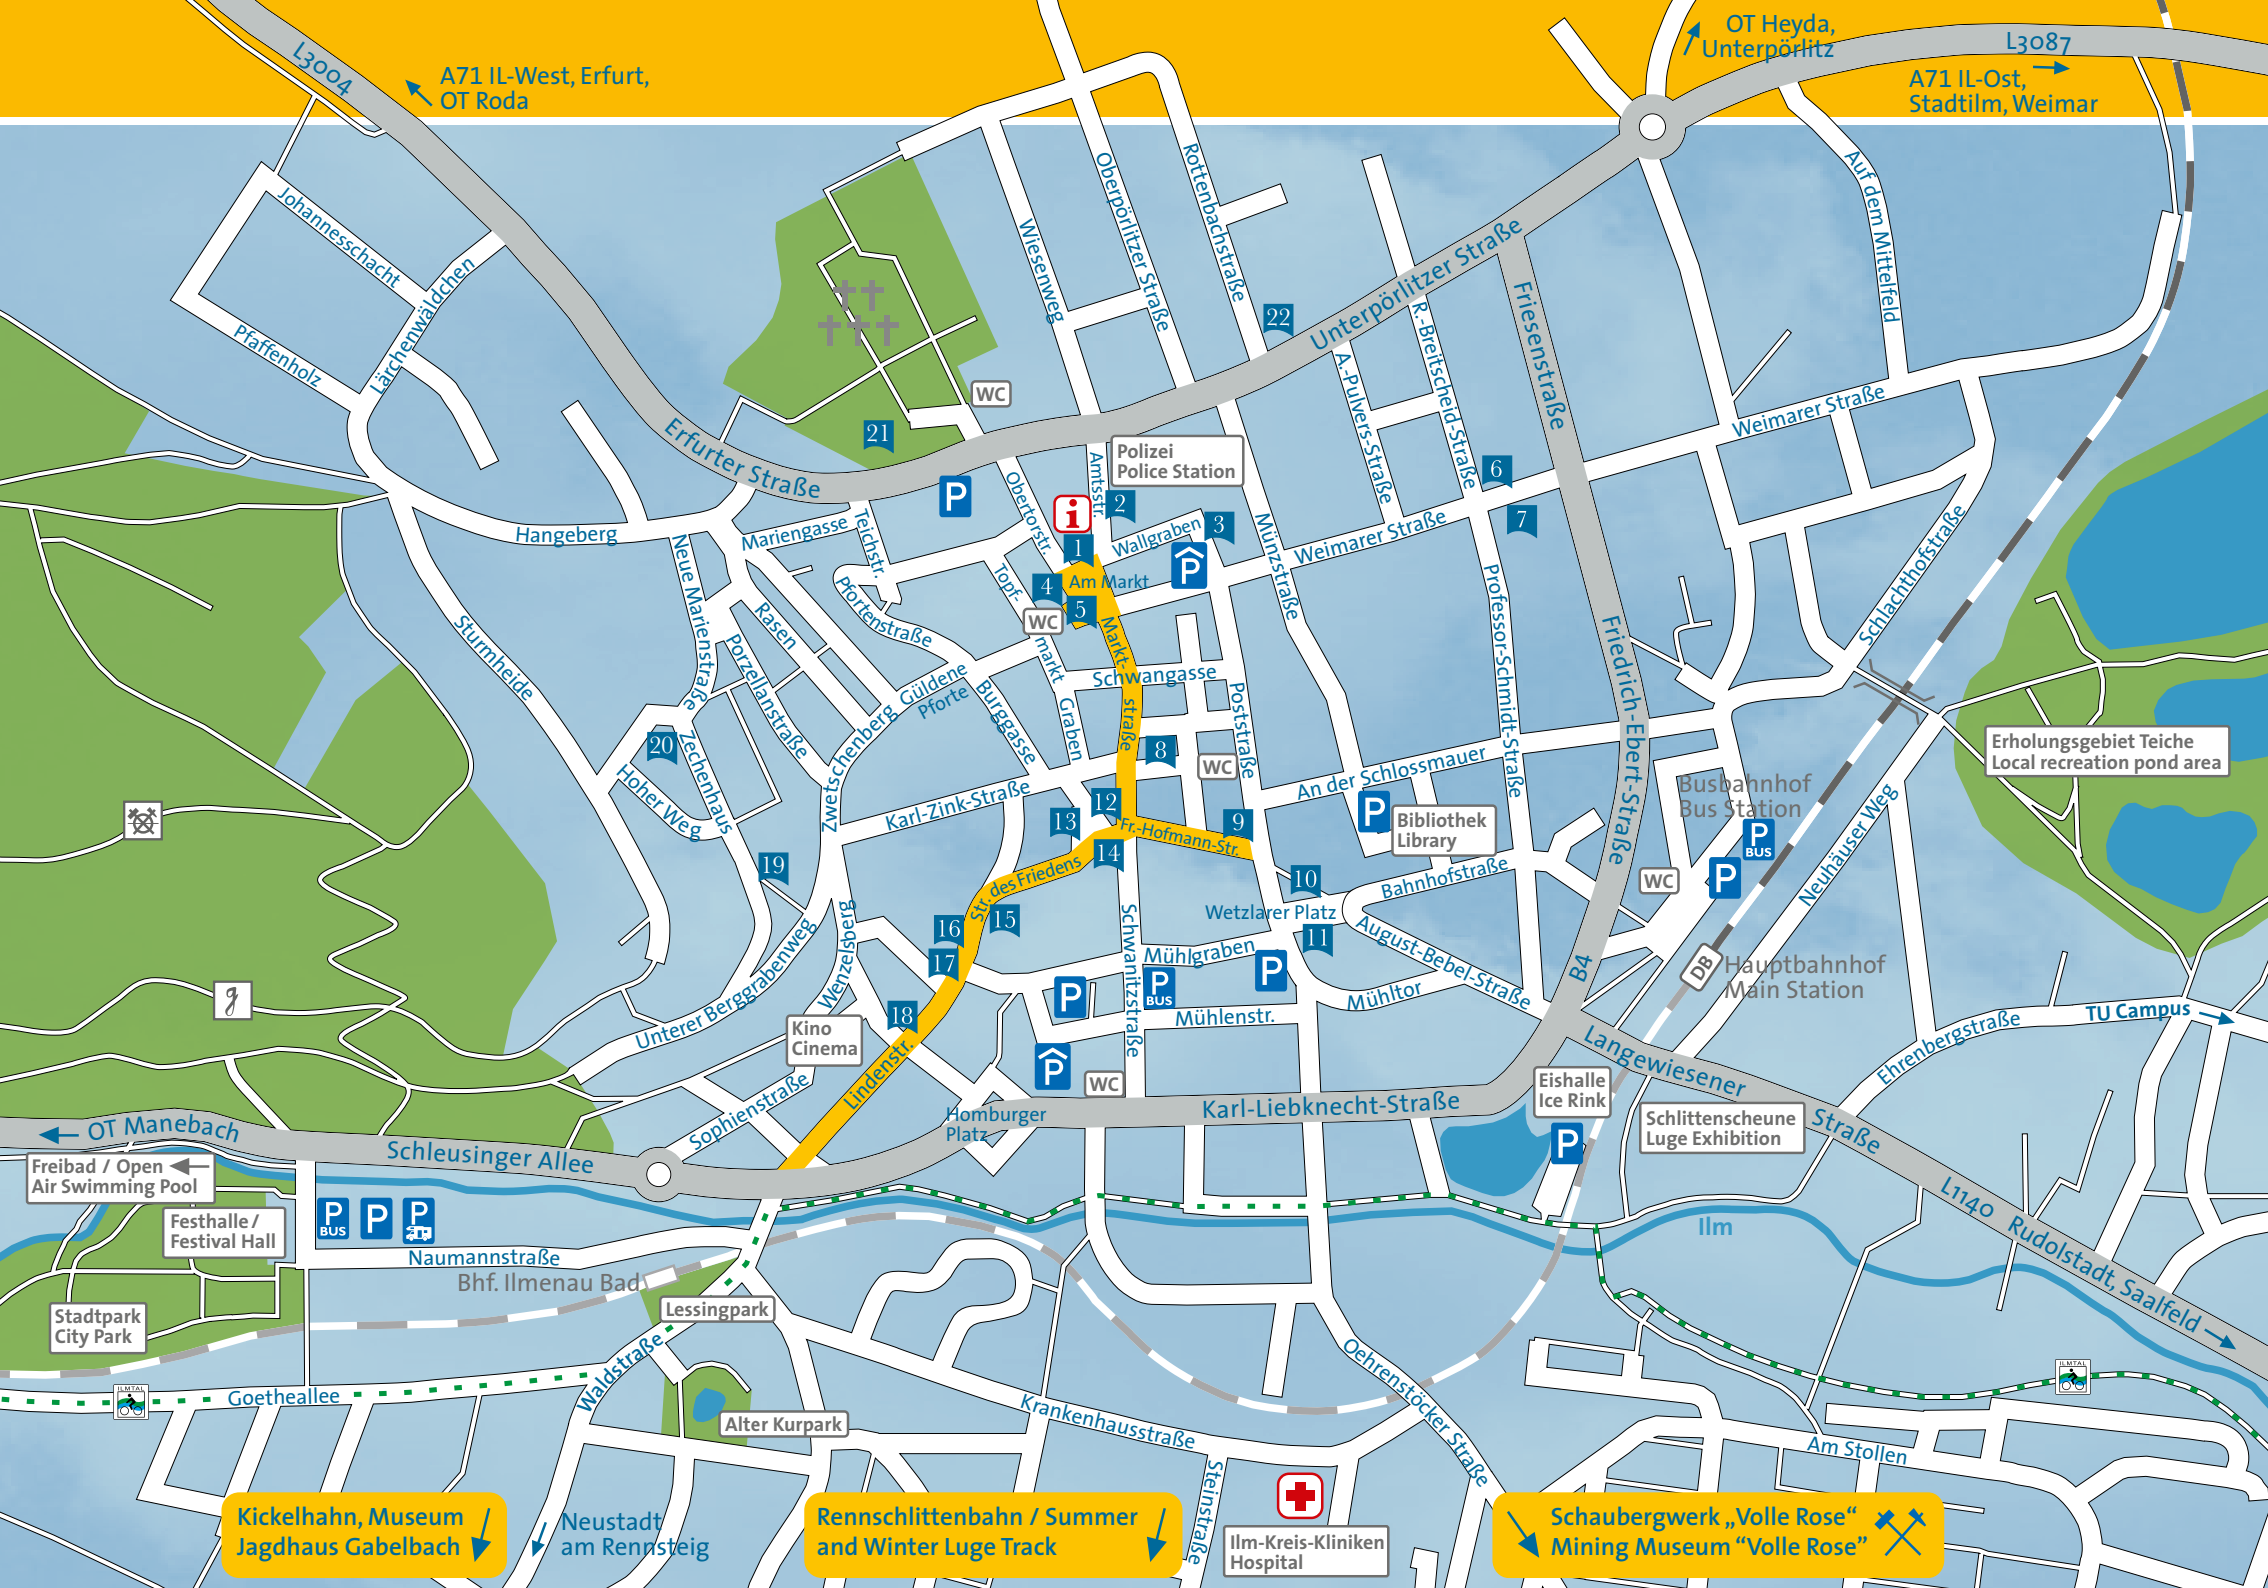 L3004
A71 IL-West, Erfurt,
OT Roda
OT Heyda,
Unterpörlitz
L3087
A71 IL-Ost,
Stadtilm, Weimar
Johannesschacht
Pfaffenholz
Lärchenwäldchen
Wiesenweg
Oberpörlitzer Straße
Rottenbachstraße
22
Unterpörlitzer Straße
R.-Breitscheid-Straße
A.-Pulvers-Straße
Friesenstraße
Auf dem Mittelfeld
Weimarer Straße
WC
21
Erfurter Straße
P
Polizei
Police Station
Obertorstr.
Amtsstr.
i
1
2
3
Wallgraben
P
Am Markt
4
5
WC
6
7
Weimarer Straße
Münzstraße
Hangeberg
Mariengasse
Teichstr.
Pfortenstraße
Topf-
markt
Neue Marienstraße
Rasen
Porzellanstraße
Sturmheide
Güldene
Pforte
Burggasse
Graben
Markt-
straße
Schwangasse
Poststraße
Professor-Schmidt-Straße
Friedrich-Ebert-Straße
Schlachthofstraße
Erholungsgebiet Teiche
Local recreation pond area
20
Zechenhaus
Hoher Weg
Zwetschenberg
Karl-Zink-Straße
8
WC
An der Schlossmauer
P
Bibliothek
Library
Busbahnhof
Bus Station
P
BUS
P
WC
Neuhäuser Weg
12
13
14
Fr.-Hofmann-Str.
9
19
Str. des Friedens
10
Bahnhofstraße
Wetzlarer Platz
11
15
16
17
18
Wenzelsberg
Unterer Berggrabenweg
Schwanitzstraße
Mühlgraben
P
BUS
P
P
August-Bebel-Straße
Mühltor
Mühlenstr.
B4
DB
Hauptbahnhof
Main Station
g
Kino
Cinema
Lindenstr.
Sophienstraße
P
WC
Homburger
Platz
Karl-Liebknecht-Straße
Langewiesener
Straße
Ehrenbergstraße
TU Campus
Eishalle
Ice Rink
P
Schlittenscheune
Luge Exhibition
L1140
Rudolstadt, Saalfeld
Ilm
OT Manebach
Schleusinger Allee
Freibad / Open
Air Swimming Pool
Festhalle /
Festival Hall
P
BUS
P
P
Naumannstraße
Bhf. Ilmenau Bad
Stadtpark
City Park
Lessingpark
Waldstraße
ILMTAL
Goetheallee
Alter Kurpark
Krankenhausstraße
Steinstraße
Oehrenstöcker Straße
ILMTAL
Am Stollen
Kickelhahn, Museum
Jagdhaus Gabelbach
Neustadt
am Rennsteig
Rennschlittenbahn / Summer
and Winter Luge Track
Ilm-Kreis-Kliniken
Hospital
Schaubergwerk „Volle Rose“
Mining Museum “Volle Rose”